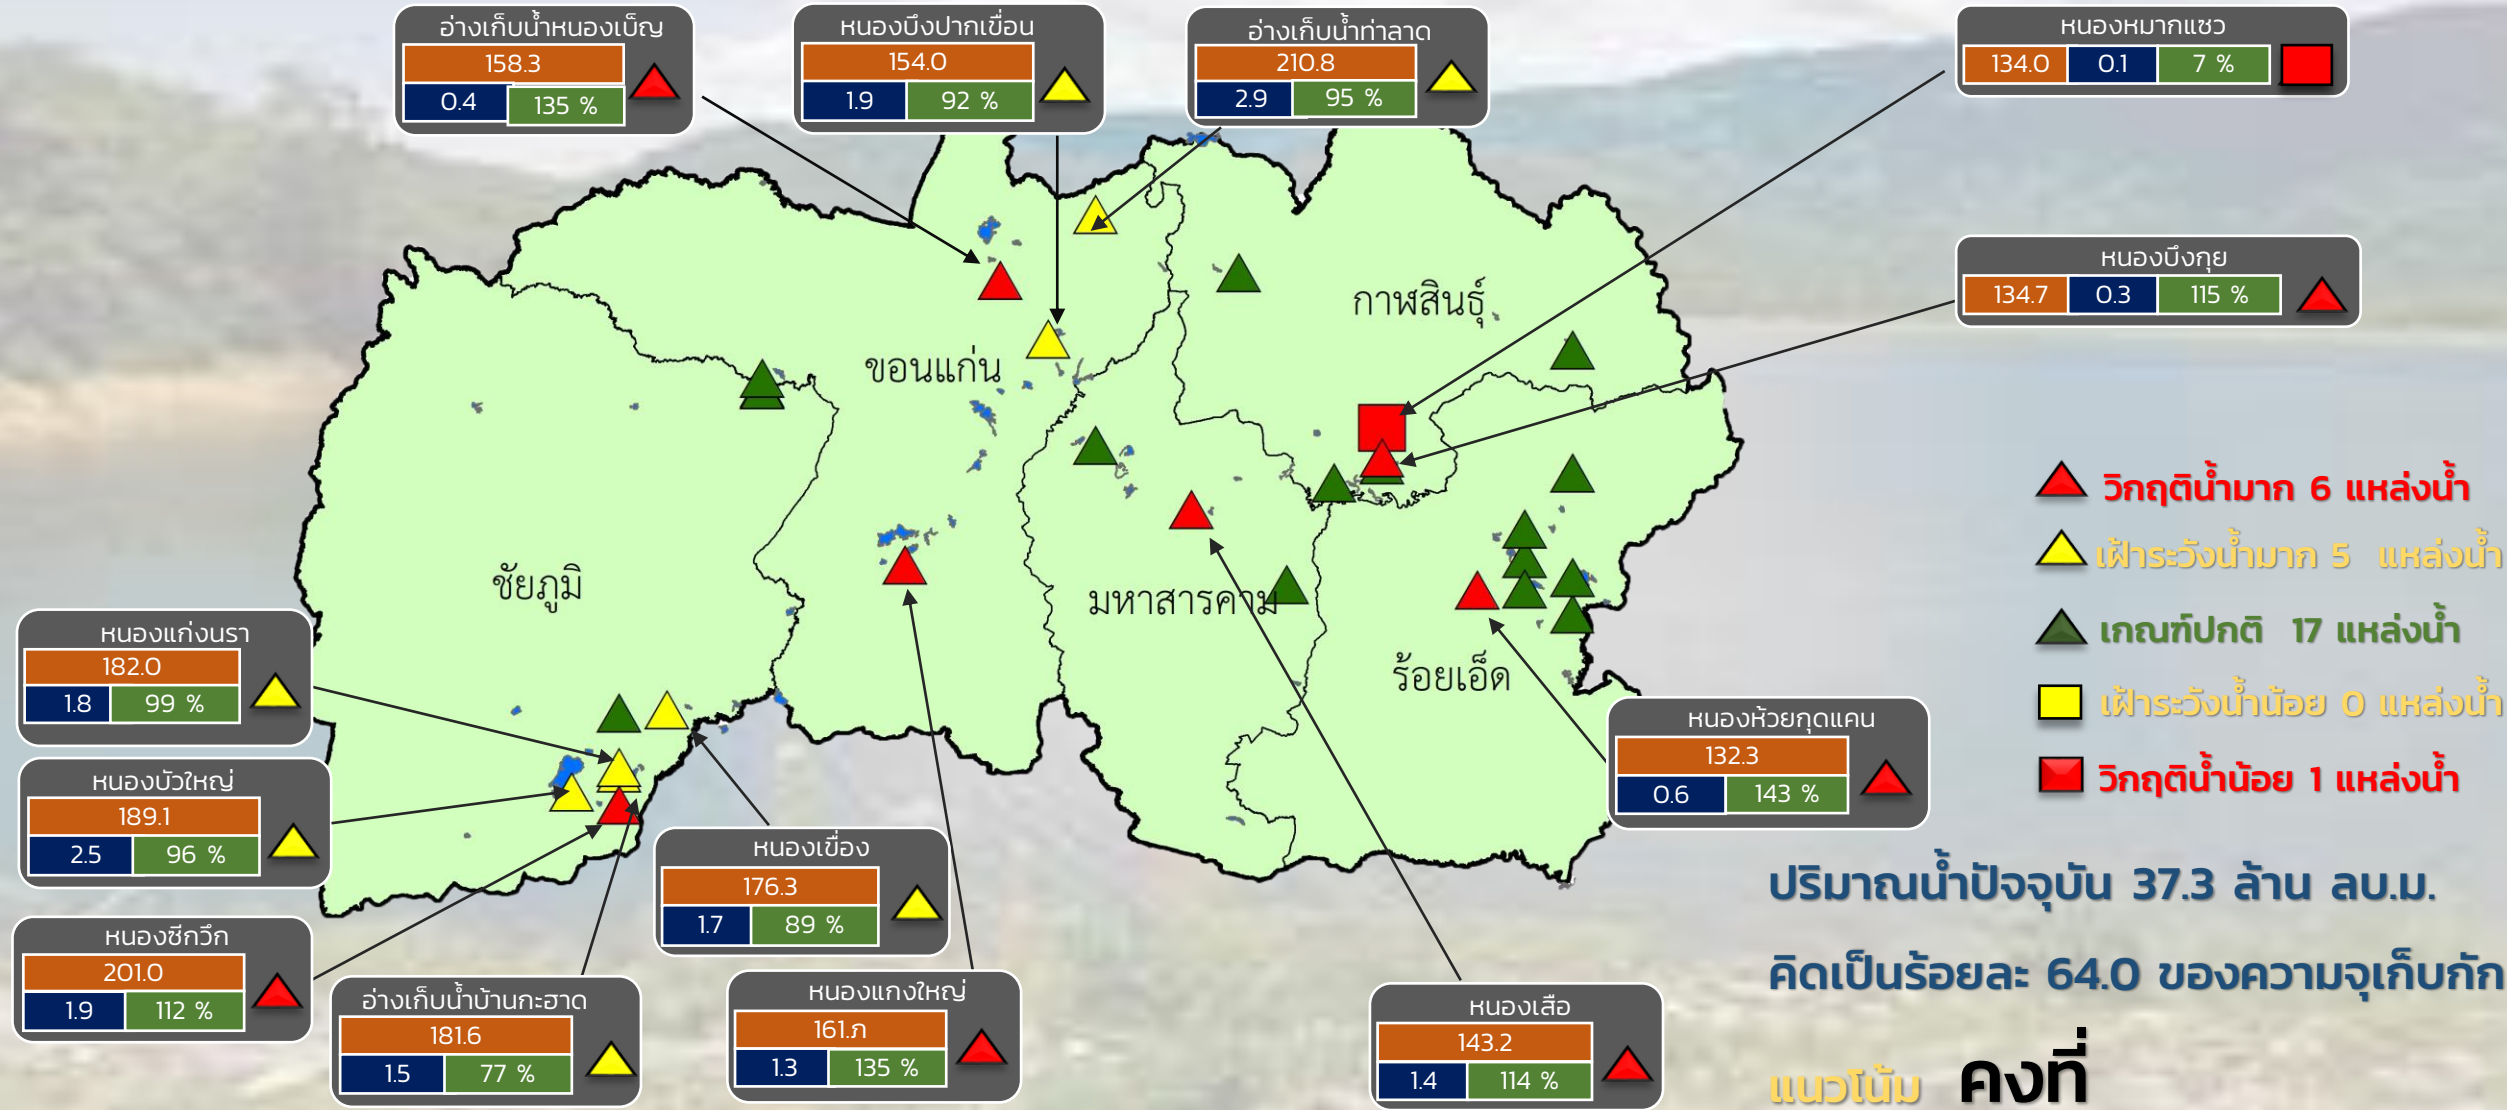 อ่างเก็บน้ำหนองเบ็ญ
158.3
0.4 135 %
หนองบึงปากเขื่อน
154.0
1.9 92 %
อ่างเก็บน้ำท่าลาด
210.8
2.9 95 %
หนองหมากแซว
134.0 0.1 7 %
หนองบึงกุย
134.7 0.3 115 %
กาฬสินธุ์
ขอนแก่น
ชัยภูมิ
มหาสารคาม
ร้อยเอ็ด
วิกฤติน้ำมาก 6 แหล่งน้ำ
เฝ้าระวังน้ำมาก 5 แหล่งน้ำ
เกณฑ์ปกติ 17 แหล่งน้ำ
เฝ้าระวังน้ำน้อย 0 แหล่งน้ำ
วิกฤติน้ำน้อย 1 แหล่งน้ำ
หนองแก่งนรา
182.0
1.8 99 %
หนองบัวใหญ่
189.1
2.5 96 %
หนองซีกวึก
201.0
1.9 112 %
อ่างเก็บน้ำบ้านกะฮาด
181.6
1.5 77 %
หนองเขื่อง
176.3
1.7 89 %
หนองแกงใหญ่
161.ภ
1.3 135 %
หนองเสือ
143.2
1.4 114 %
หนองห้วยกุดแคน
132.3
0.6 143 %
ปริมาณน้ำปัจจุบัน 37.3 ล้าน ลบ.ม.
คิดเป็นร้อยละ 64.0 ของความจุเก็บกัก
แนวโน้ม คงที่